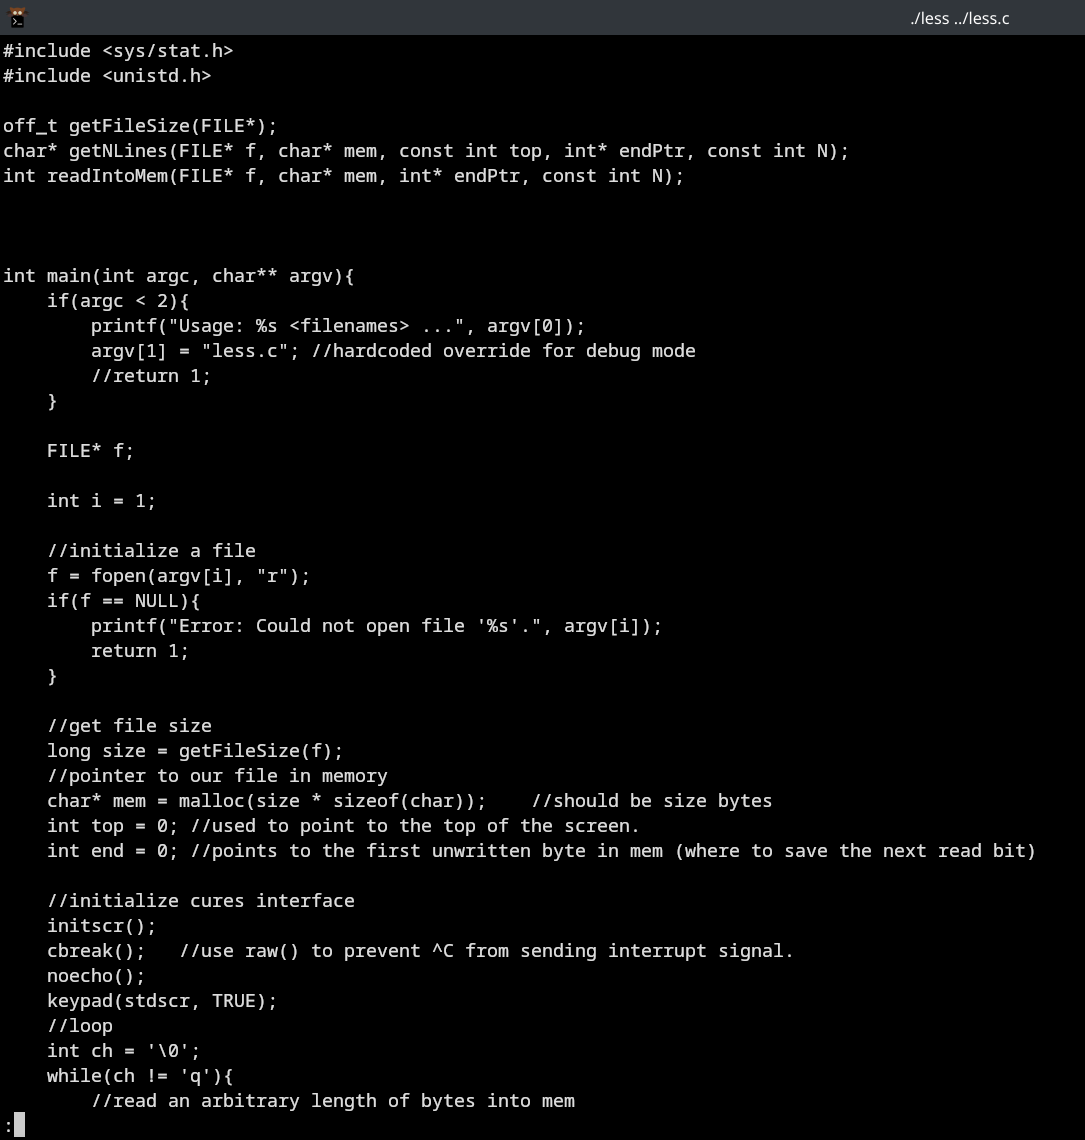 ./less ../less.c
#include <sys/stat.h>
#include <unistd.h>
off_t getFileSize(FILE*);
char* getNLines(FILE* f, char* mem, const int top, int* endPtr, const int N);
int readIntoMem(FILE* f, char* mem, int* endPtr, const int N);
int main(int argc, char** argv){
    if(argc < 2){
        printf("Usage: %s <filenames> ...", argv[0]);
        argv[1] = "less.c"; //hardcoded override for debug mode
        //return 1;
    }
    FILE* f;
    int i = 1;
    //initialize a file
    f = fopen(argv[i], "r");
    if(f == NULL){
        printf("Error: Could not open file '%s'.", argv[i]);
        return 1;
    }
    //get file size
    long size = getFileSize(f);
    //pointer to our file in memory
    char* mem = malloc(size * sizeof(char));    //should be size bytes
    int top = 0; //used to point to the top of the screen.
    int end = 0; //points to the first unwritten byte in mem (where to save the next read bit)
    //initialize cures interface
    initscr();
    cbreak();   //use raw() to prevent ^C from sending interrupt signal.
    noecho();
    keypad(stdscr, TRUE);
    //loop
    int ch = '\0';
    while(ch != 'q'){
        //read an arbitrary length of bytes into mem
: